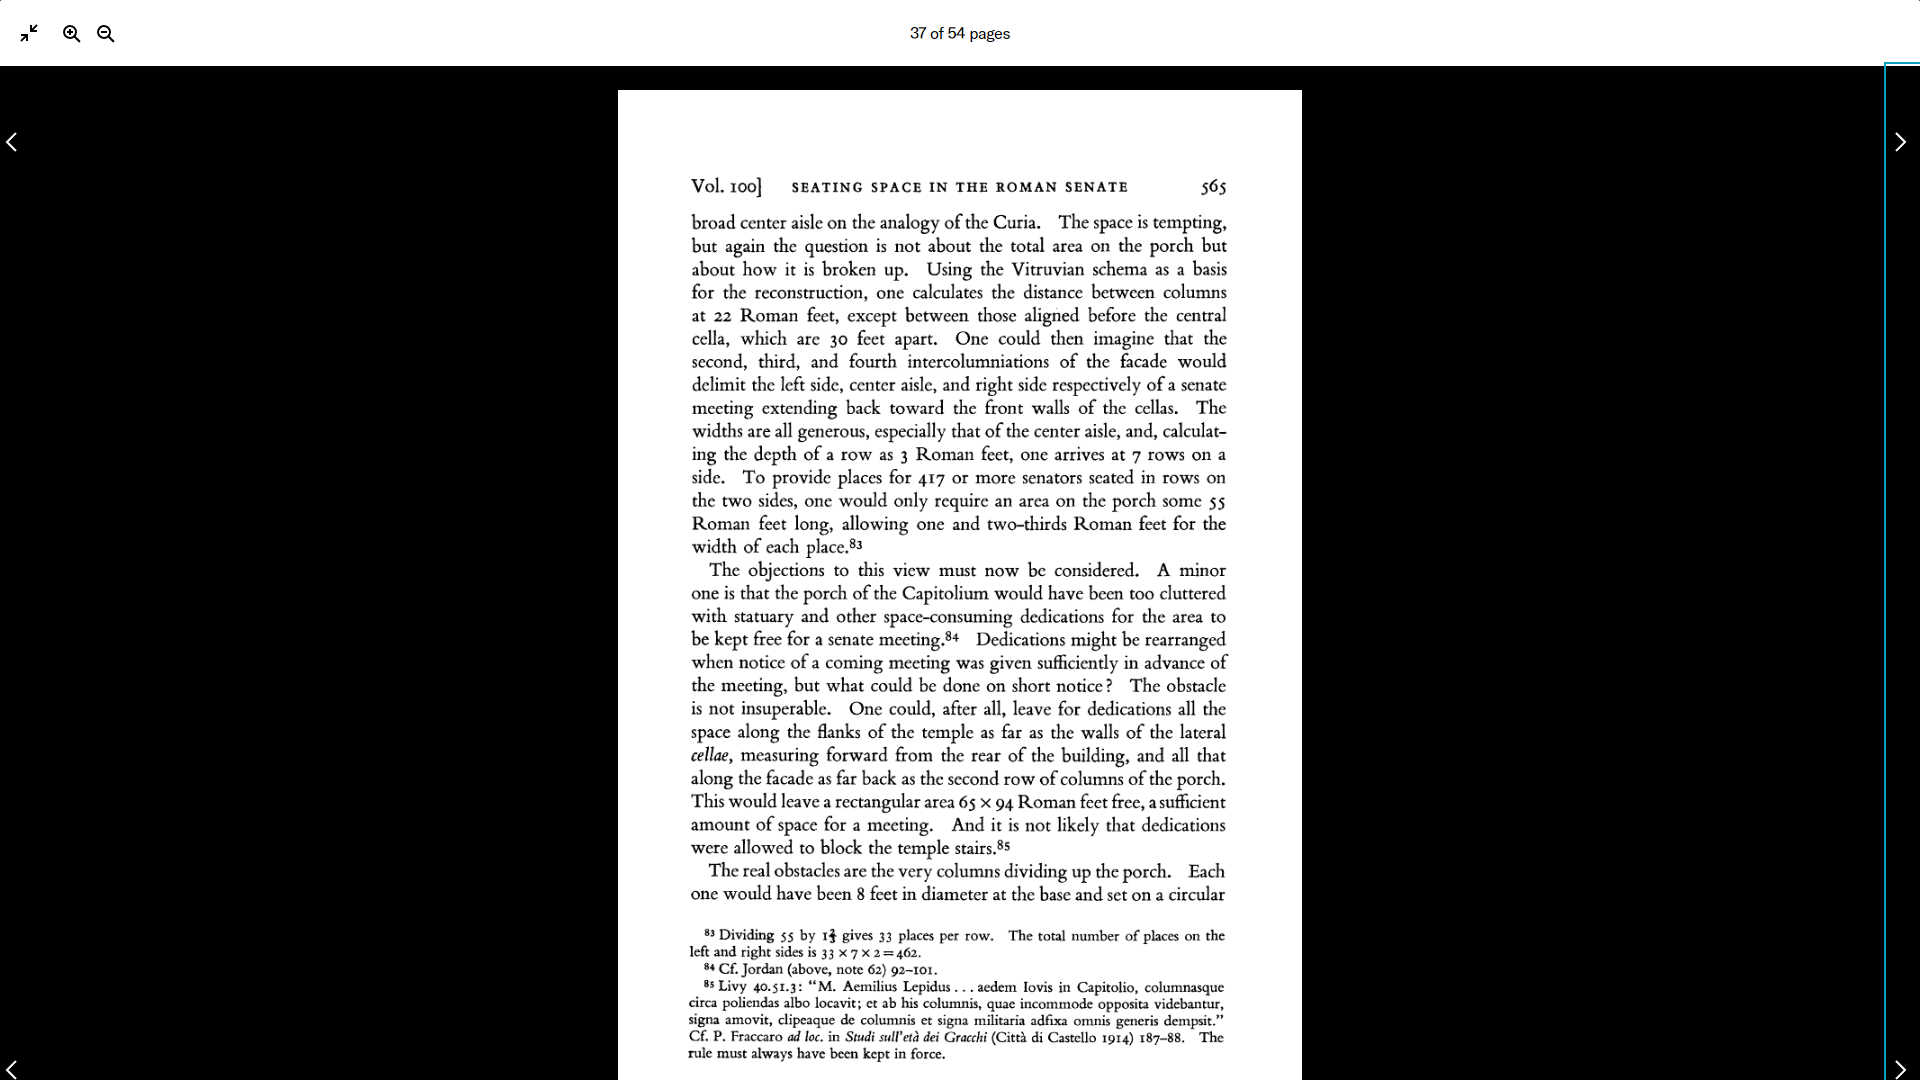 37 of 54 pages
Vol. 100] SEATING SPACE IN THE ROMAN SENATE 565
broad center aisle on the analogy of the Curia. The space is tempting,
but again the question is not about the total area on the porch but
about how it is broken up. Using the Vitruvian schema as a basis
for the reconstruction, one calculates the distance between columns
at 22 Roman feet, except between those aligned before the central
cella, which are 30 feet apart. One could then imagine that the
second, third, and fourth intercolumniations of the facade would
delimit the left side, center aisle, and right side respectively of a senate
meeting extending back toward the front walls of the cellas. The
widths are all generous, especially that of the center aisle, and, calculat-
ing the depth of a row as 3 Roman feet, one arrives at 7 rows on a
side. To provide places for 417 or more senators seated in rows on
the two sides, one would only require an area on the porch some 55
Roman feet long, allowing one and two-thirds Roman feet for the
width of each place.83
The objections to this view must now be considered. A minor
one is that the porch of the Capitolium would have been too cluttered
with statuary and other space-consuming dedications for the area to
be kept free for a senate meeting.84 Dedications might be rearranged
when notice of a coming meeting was given sufficiently in advance of
the meeting, but what could be done on short notice? The obstacle
is not insuperable. One could, after all, leave for dedications all the
space along the flanks of the temple as far as the walls of the lateral
cellae, measuring forward from the rear of the building, and all that
along the facade as far back as the second row of columns of the porch.
This would leave a rectangular area 65 × 94 Roman feet free, a sufficient
amount of space for a meeting. And it is not likely that dedications
were allowed to block the temple stairs.85
The real obstacles are the very columns dividing up the porch. Each
one would have been 8 feet in diameter at the base and set on a circular
83 Dividing 55 by 1⅔ gives 33 places per row. The total number of places on the
left and right sides is 33 × 7 × 2 = 462.
84 Cf. Jordan (above, note 62) 92–101.
85 Livy 40.51.3: “M. Aemilius Lepidus . . . aedem Iovis in Capitolio, columnasque
circa poliendas albo locavit; et ab his columnis, quae incommode opposita videbantur,
signa amovit, clipeaque de columnis et signa militaria adfixa omnis generis dempsit.”
Cf. P. Fraccaro ad loc. in Studi sull'età dei Gracchi (Città di Castello 1914) 187–88. The
rule must always have been kept in force.